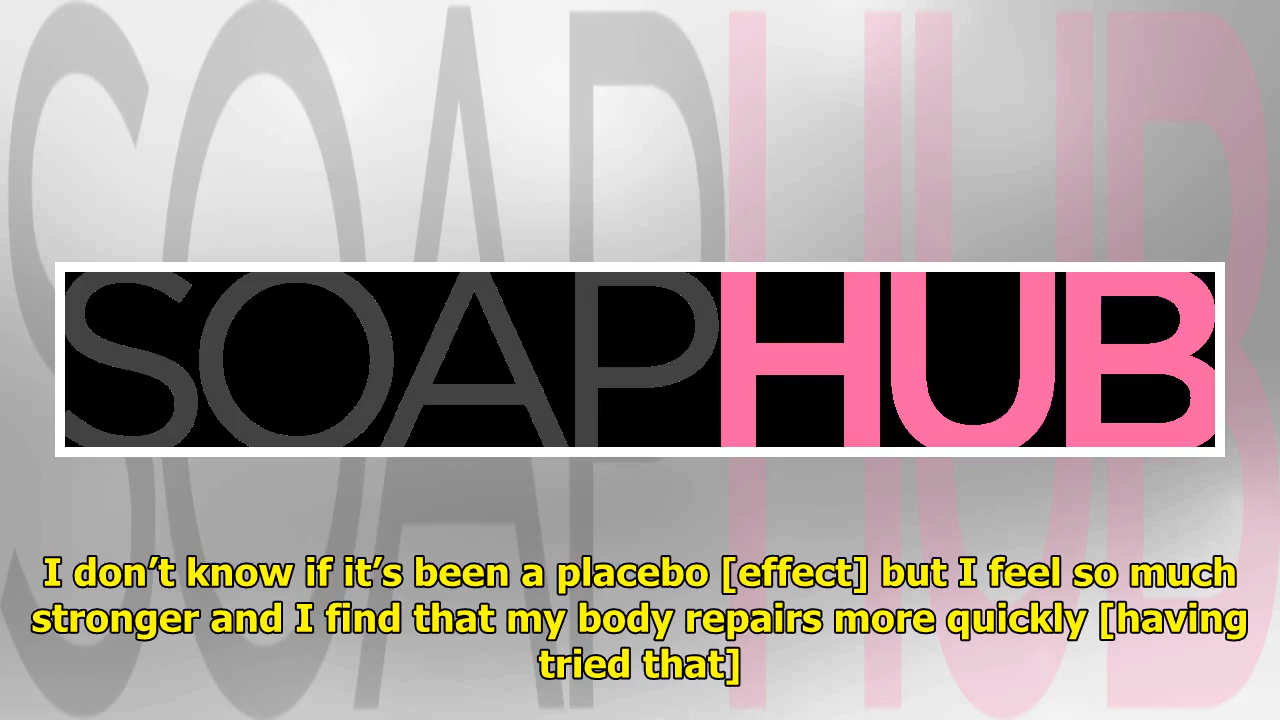 SOAPHUB
SOAPHUB
I don’t know if it’s been a placebo [effect] but I feel so much
stronger and I find that my body repairs more quickly [having
tried that]